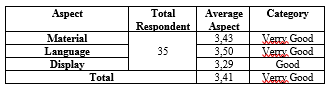 Aspect Total Respondent Average Aspect Category
Material 35 3,43 Verry Good
Language 3,50 Verry Good
Display 3,29 Good
Total 3,41 Verry Good